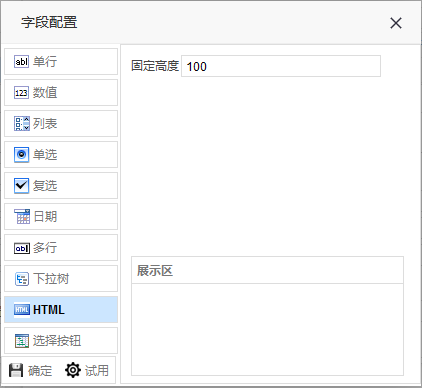 字段配置
固定高度 100
abl 单行
123 数值
列表
单选
复选
日期
abl 多行
下拉树
HTML HTML
选择按钮
展示区
确定 试用